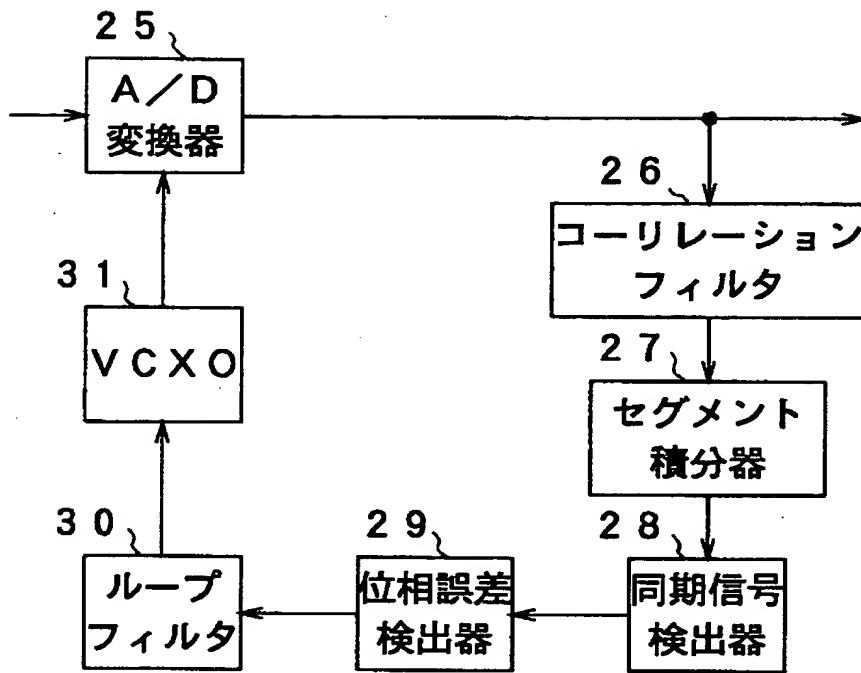 25
A/D
変換器
26
コーリレーション
フィルタ
31
VCXO
27
セグメント
積分器
30
ループ
フィルタ
29
位相誤差
検出器
28
同期信号
検出器